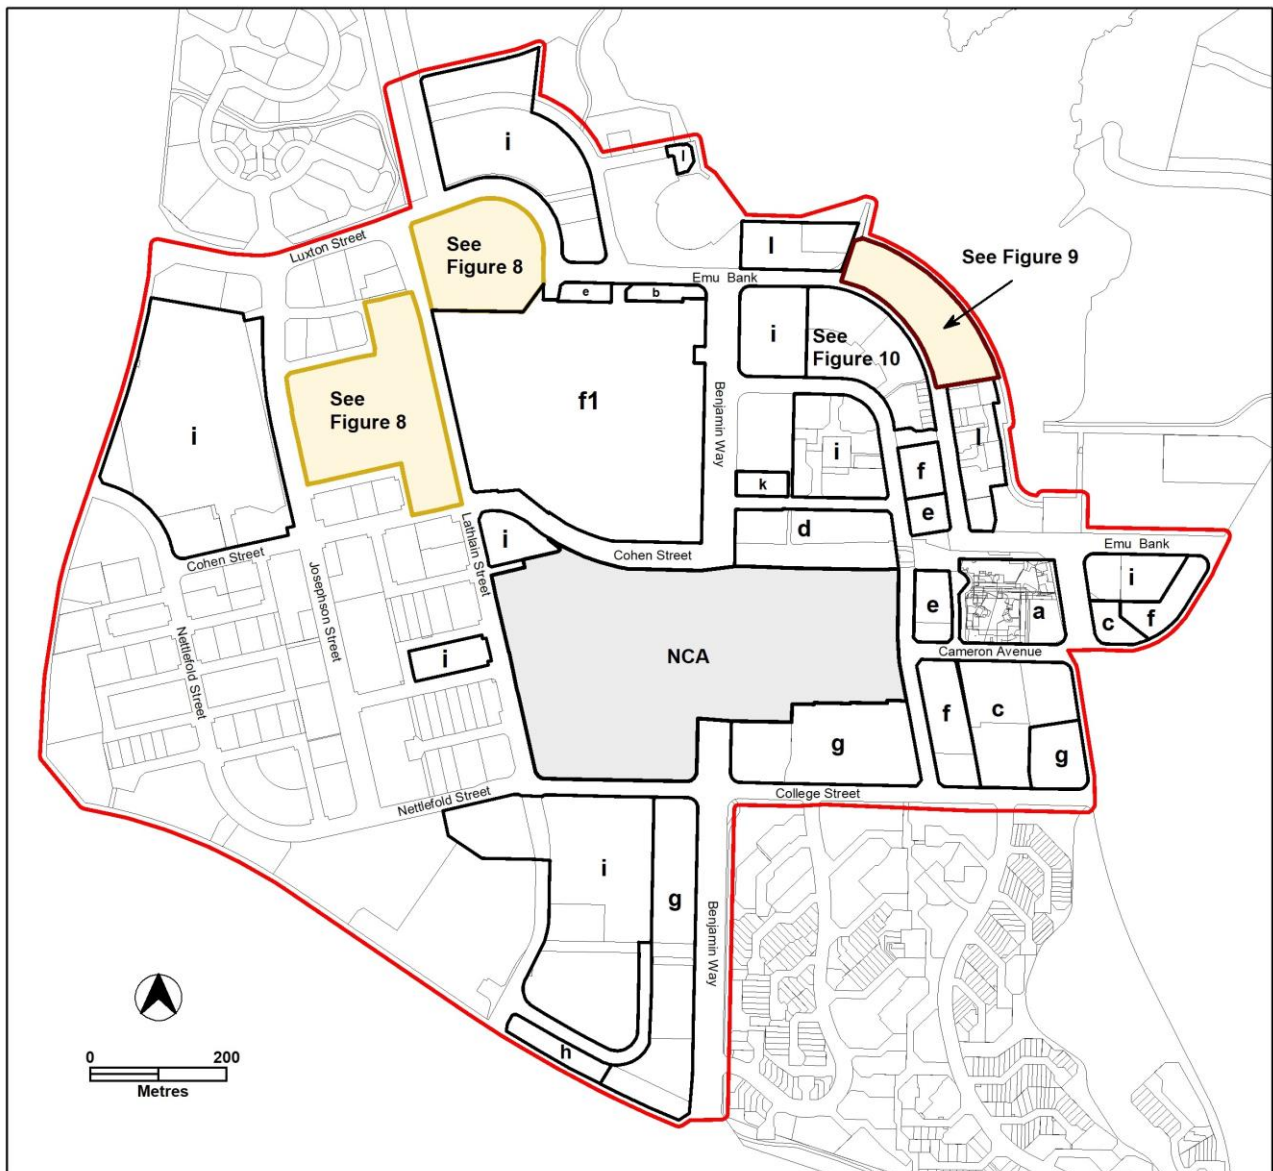 i
l
Luxton Street
See
Figure 8
l
See Figure 9
Emu Bank
e
b
i
See
Figure 10
f1
Benjamin Way
See
Figure 8
i
i
l
f
k
e
d
Lathlain Street
i
Cohen Street
Emu Bank
Cohen Street
Josephson Street
i
e
a
c
f
Nettlefold Street
i
NCA
Cameron Avenue
f
c
g
g
College Street
Nettlefold Street
i
g
Benjamin Way
h
0
200
Metres